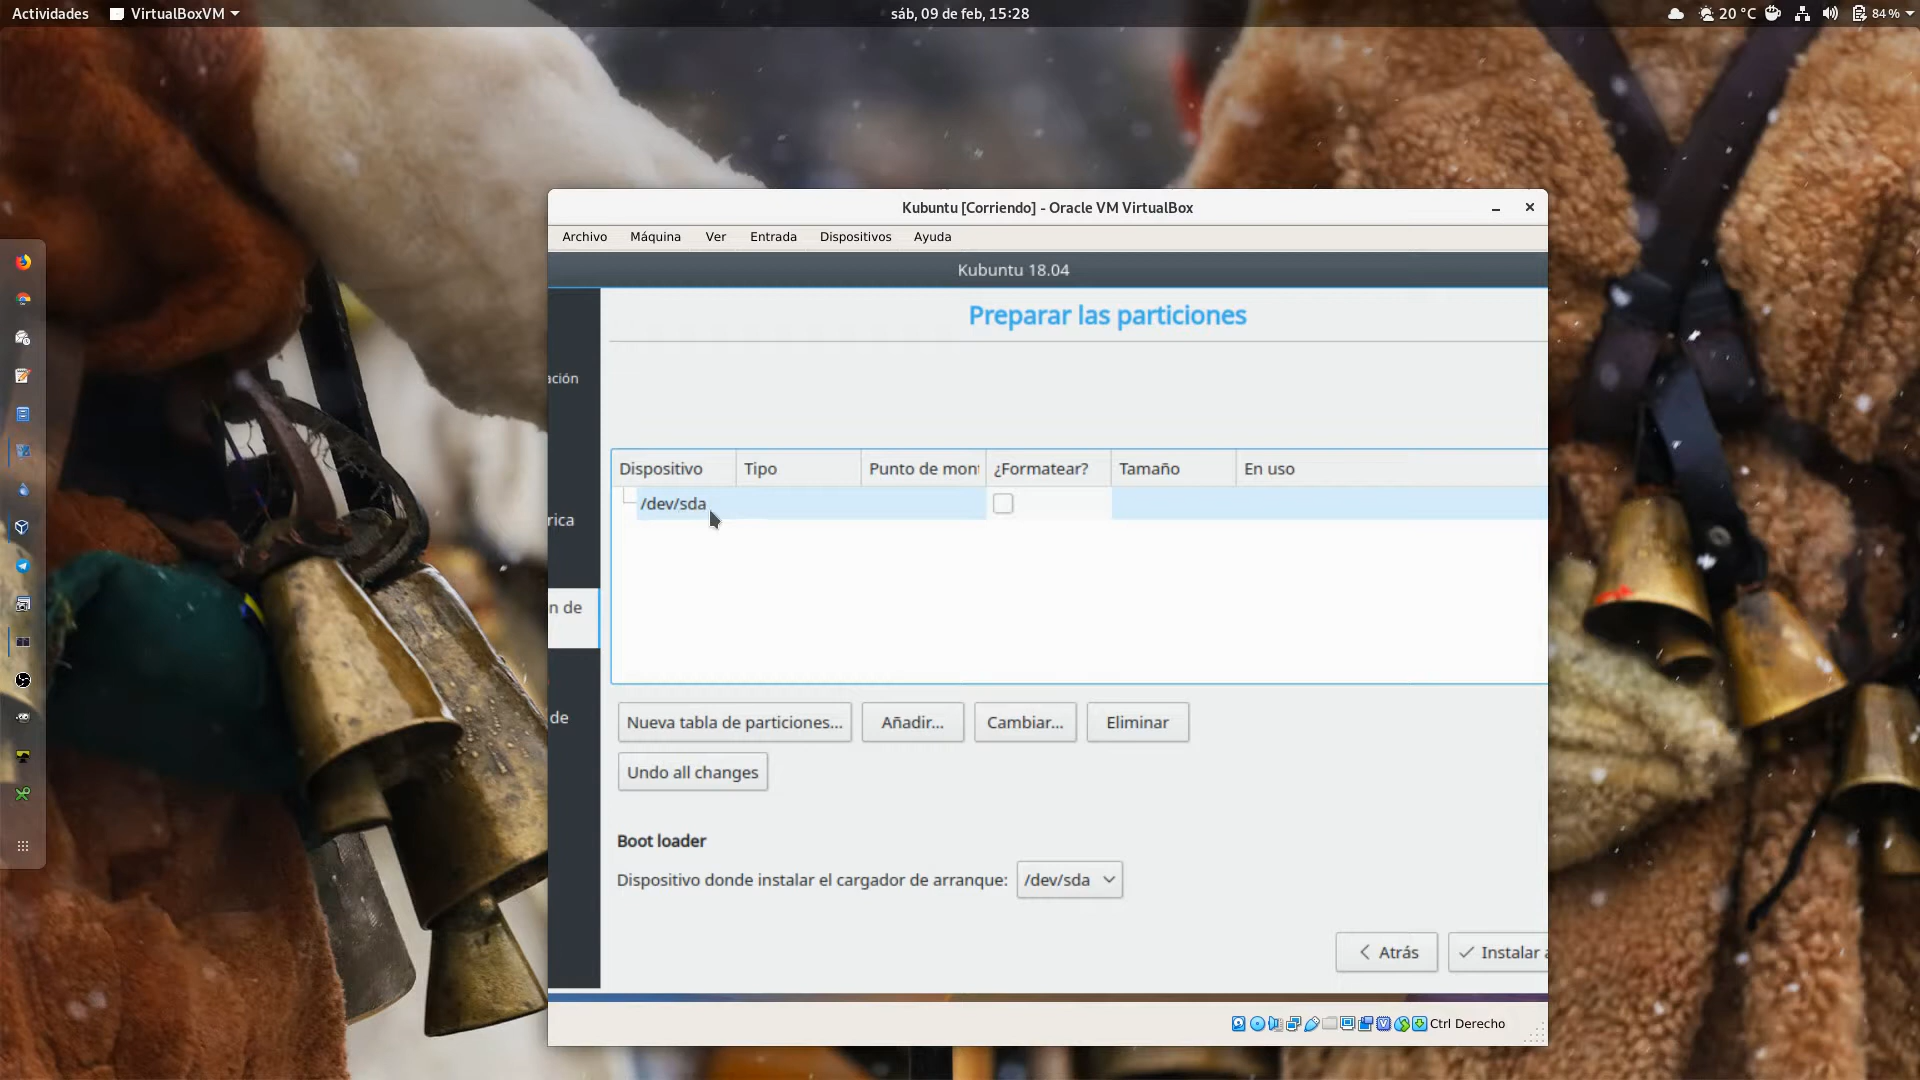 Actividades VirtualBoxVM sáb, 09 de feb, 15:28 20 °C 84 %
Kubuntu [Corriendo] - Oracle VM VirtualBox
Archivo Máquina Ver Entrada Dispositivos Ayuda
Kubuntu 18.04
Preparar las particiones
ación
rica
n de
de
Dispositivo Tipo Punto de mont ¿Formatear? Tamaño En uso
/dev/sda
Nueva tabla de particiones... Añadir... Cambiar... Eliminar
Undo all changes
Boot loader
Dispositivo donde instalar el cargador de arranque: /dev/sda
Atrás Instalar a
Ctrl Derecho